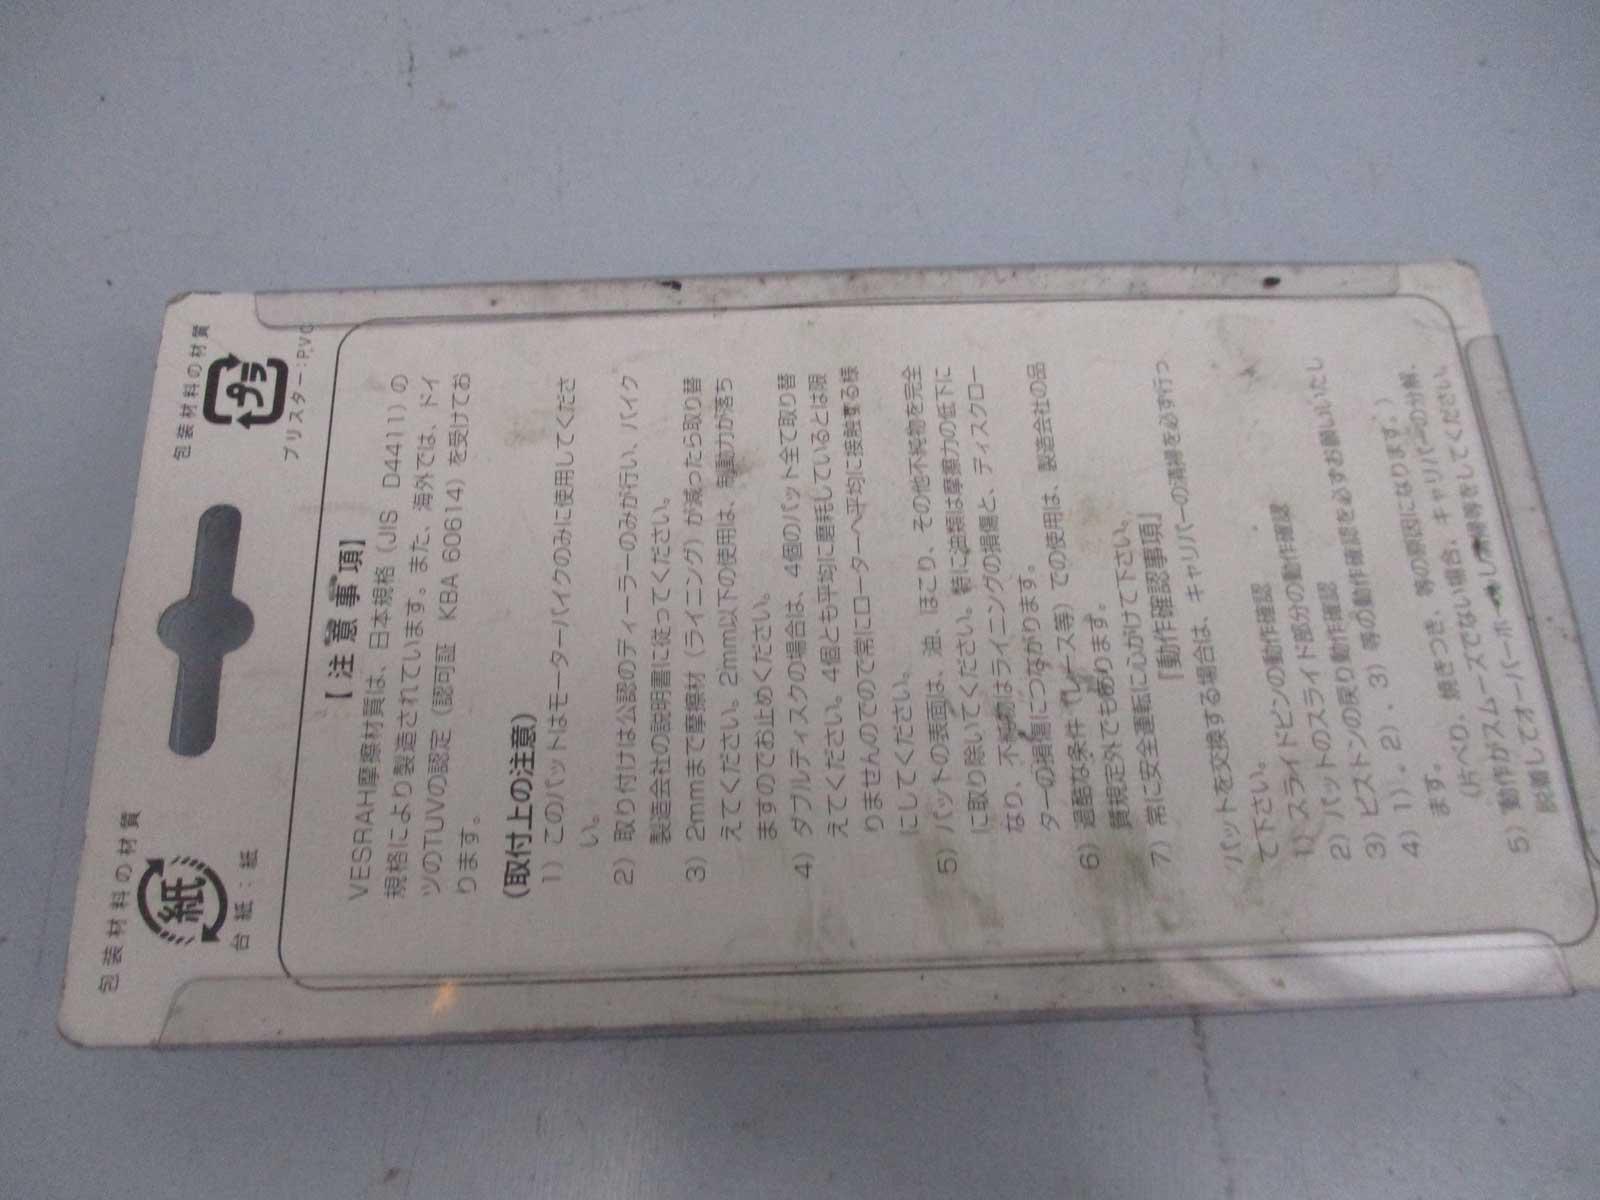 包装材料の材質
紙
台紙：紙
包装材料の材質
プラ
ブリスター：PVC
【注意事項】
VESRAH摩擦材質は、日本規格（JIS D4411）の
規格により製造されています。また、海外では、ドイ
ツのTUVの認定（認可証 KBA 60614）を受けてお
ります。
（取付上の注意）
1）このパットはモーターバイクのみに使用してくださ
い。
2）取り付けは公認のディーラーのみが行い、バイク
製造会社の説明書に従ってください。
3）2mmまで摩擦材（ライニング）が減ったら取り替
えてください。2mm以下の使用は、制動力が落ち
ますのでお止めください。
4）ダブルディスクの場合は、4個のパット全て取り替
えてください。4個とも平均に磨耗しているとは限
りませんのでので常にローターへ平均に接触する様
にしてください。
5）パットの表面は、油、ほこり、その他不純物を完全
に取り除いてください。特に油類は摩擦力の低下に
なり、不純物はライニングの損傷と、ディスクロー
ターの損傷につながります。
6）過酷な条件（レース等）での使用は、製造会社の品
質規定外でもあります。
7）常に安全運転に心がけて下さい。
『動作確認事項』
パットを交換する場合は、キャリパーの清掃を必ず行っ
て下さい。
1）スライドピンの動作確認
2）パットのスライド部分の動作確認
3）ピストンの戻り動作確認
4）1）。2）．3）等の動作確認を必ずお願しいたし
ます。
（片べり、焼きつき、等の原因になります。）
5）動作がスムーズでない場合、キャリパーの分解、
脱着してオーバーホールし清掃等をしてください。